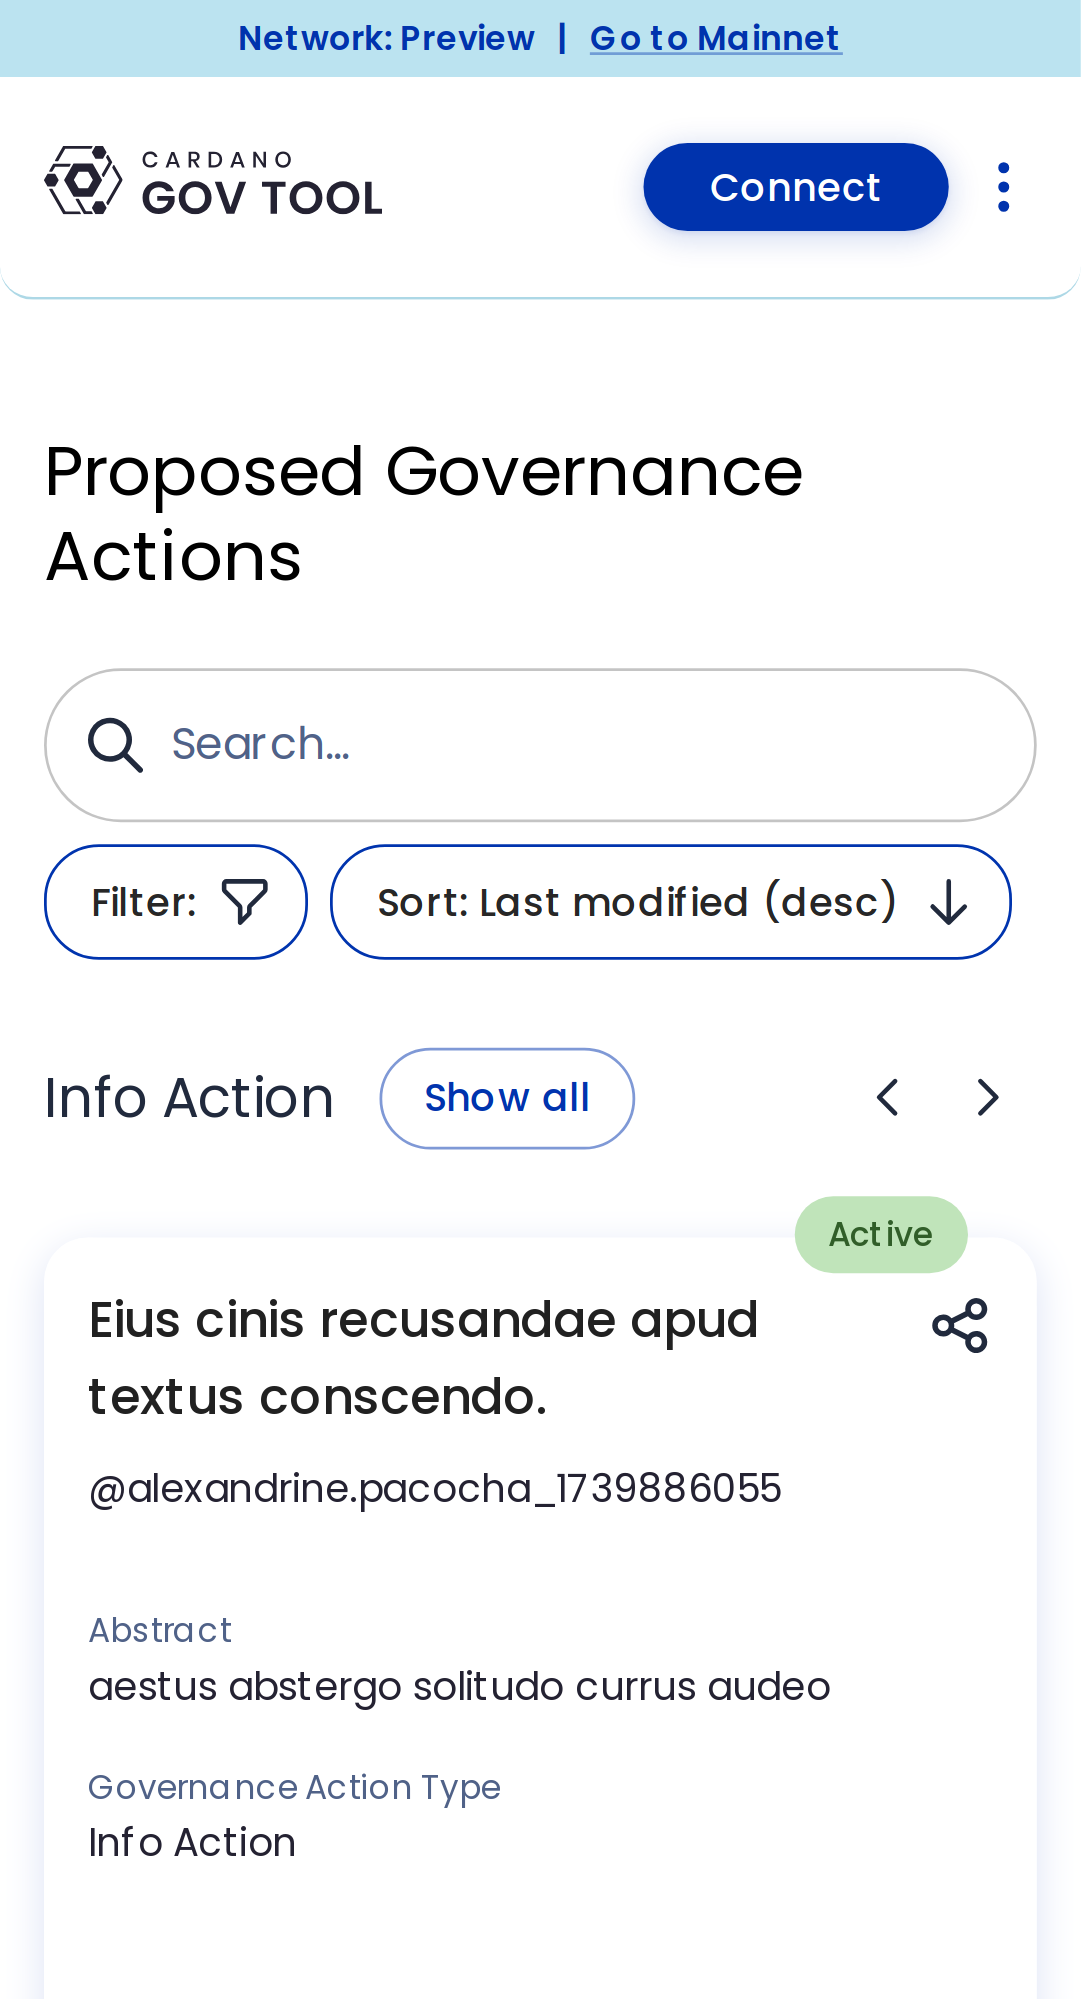 Network: Preview | Go to Mainnet
CARDANO
GOV TOOL
Connect
Proposed Governance
Actions
Search...
Filter:
Sort: Last modified (desc)
Info Action
Show all
Active
Eius cinis recusandae apud
textus conscendo.
@alexandrine.pacocha_1739886055
Abstract
aestus abstergo solitudo currus audeo
Governance Action Type
Info Action